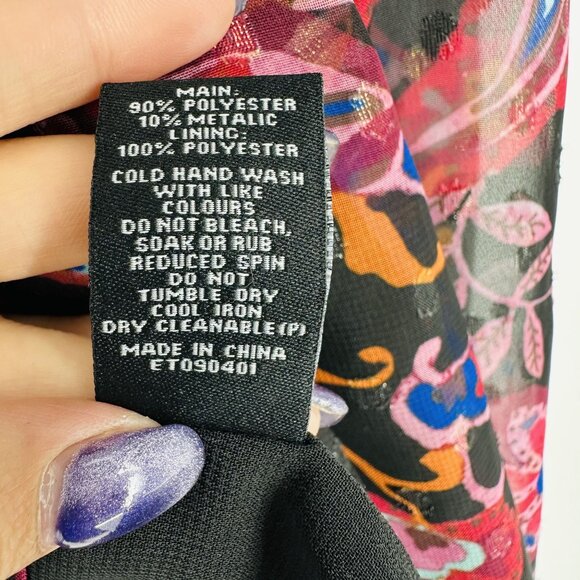 MAIN:
90% POLYESTER
10% METALIC
LINING:
100% POLYESTER
COLD HAND WASH
WITH LIKE
COLOURS
DO NOT BLEACH,
SOAK OR RUB
REDUCED SPIN
DO NOT
TUMBLE DRY
COOL IRON
DRY CLEANABLE(P)
MADE IN CHINA
ET090401